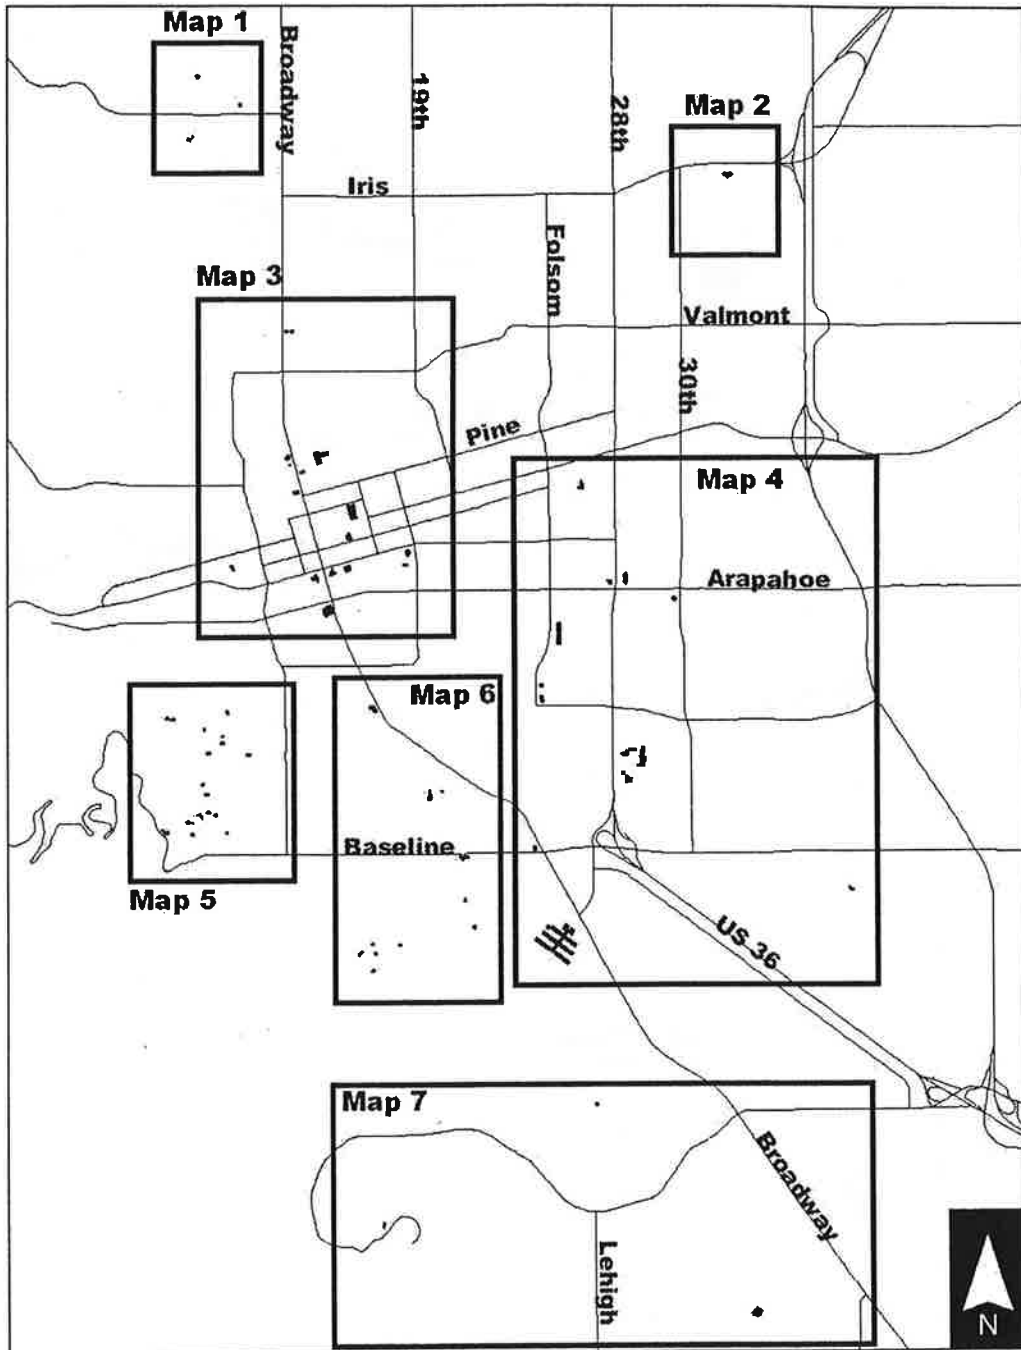 Map 1
Broadway
19th
28th
Map 2
Iris
Folsom
Map 3
Valmont
30th
Pine
Map 4
Arapahoe
Map 6
Baseline
Map 5
US 36
Map 7
Broadway
Lehigh
N